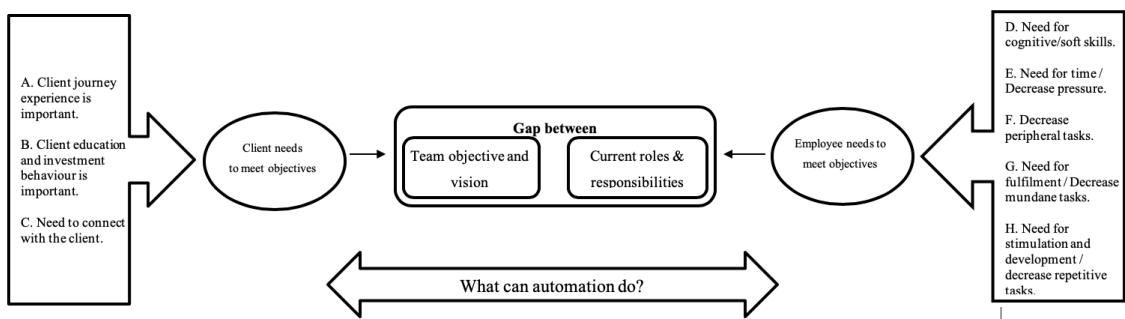 A. Client journey
experience is
important.
B. Client education
and investment
behaviour is
important.
C. Need to connect
with the client.
Client needs
to meet objectives
Gap between
Team objective and
vision
Current roles &
responsibilities
Employee needs to
meet objectives
D. Need for
cognitive/soft skills.
E. Need for time /
Decrease pressure.
F. Decrease
peripheral tasks.
G. Need for
fulfilment / Decrease
mundane tasks.
H. Need for
stimulation and
development /
decrease repetitive
tasks.
What can automation do?